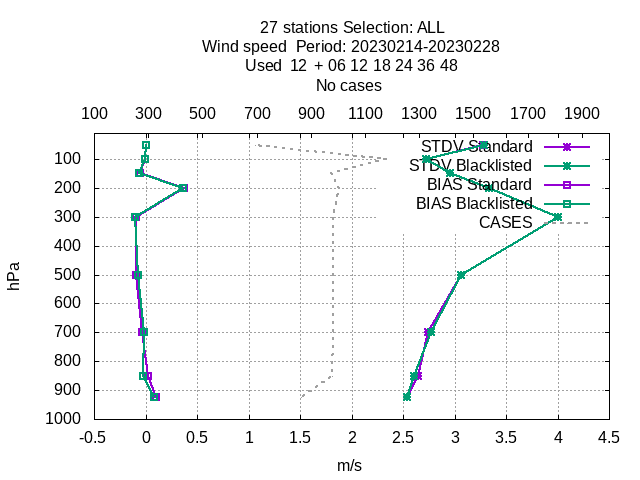 27 stations Selection: ALL
Wind speed  Period: 20230214-20230228
Used  12  + 06 12 18 24 36 48
No cases
100 300 500 700 900 1100 1300 1500 1700 1900
STDV Standard
STDV Blacklisted
BIAS Standard
BIAS Blacklisted
CASES
100
200
300
400
500
600
700
800
900
1000
hPa
-0.5 0 0.5 1 1.5 2 2.5 3 3.5 4 4.5
m/s